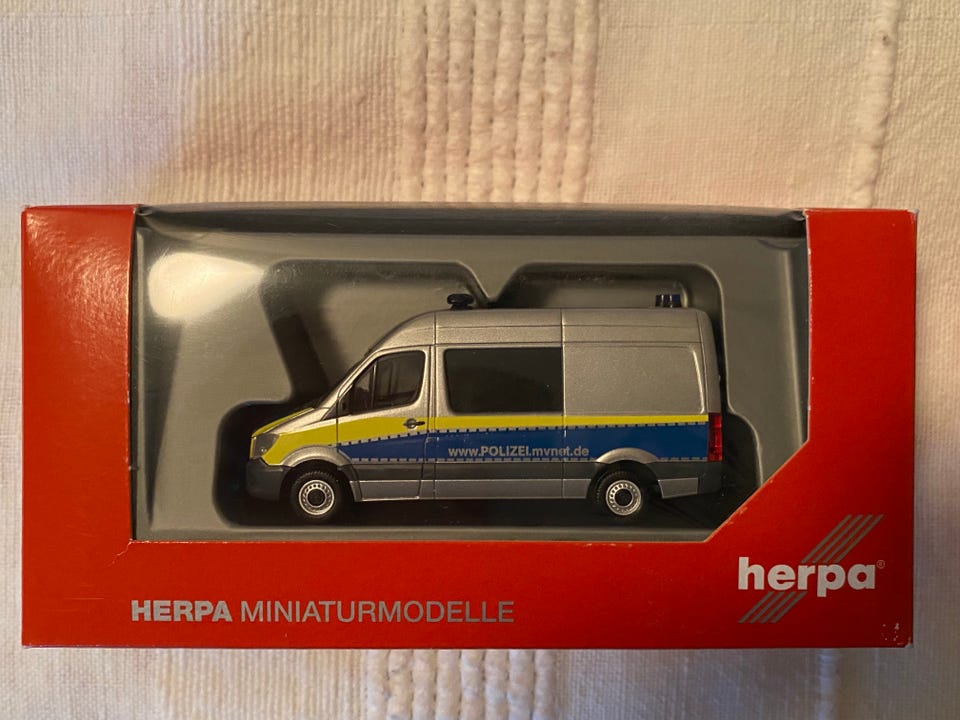 www.POLIZEI.mvnet.de
herpa®
HERPA MINIATURMODELLE